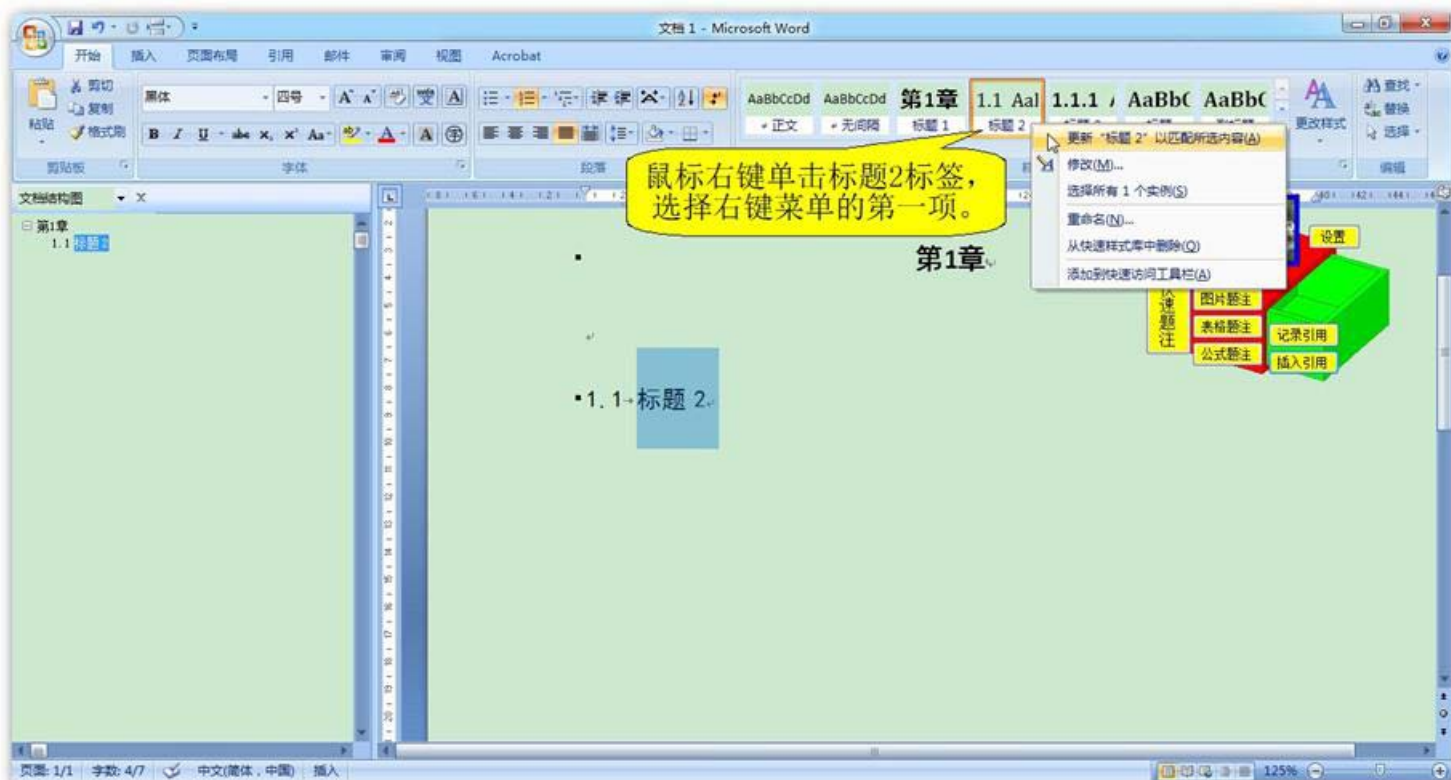 文档 1 - Microsoft Word
开始 插入 页面布局 引用 邮件 审阅 视图 Acrobat
剪切
复制
格式刷
粘贴
剪贴板
黑体
四号
字体
段落
AaBbCcDd AaBbCcDd 第1章 1.1 Aal 1.1.1 AaBb( AaBb(
正文 无间隔 标题 1 标题 2
更改样式
查找
替换
选择
编辑
鼠标右键单击标题2标签，
选择右键菜单的第一项。
更新 "标题 2" 以匹配所选内容(A)
修改(M)...
选择所有 1 个实例(S)
重命名(N)...
从快速样式库中删除(Q)
添加到快速访问工具栏(A)
文档结构图
第1章
1.1 标题 2
第1章
1.1 标题 2
设置
速题注
图片题注
表格题注
公式题注
记录引用
插入引用
页面: 1/1 字数: 4/7 中文(简体，中国) 插入 125%